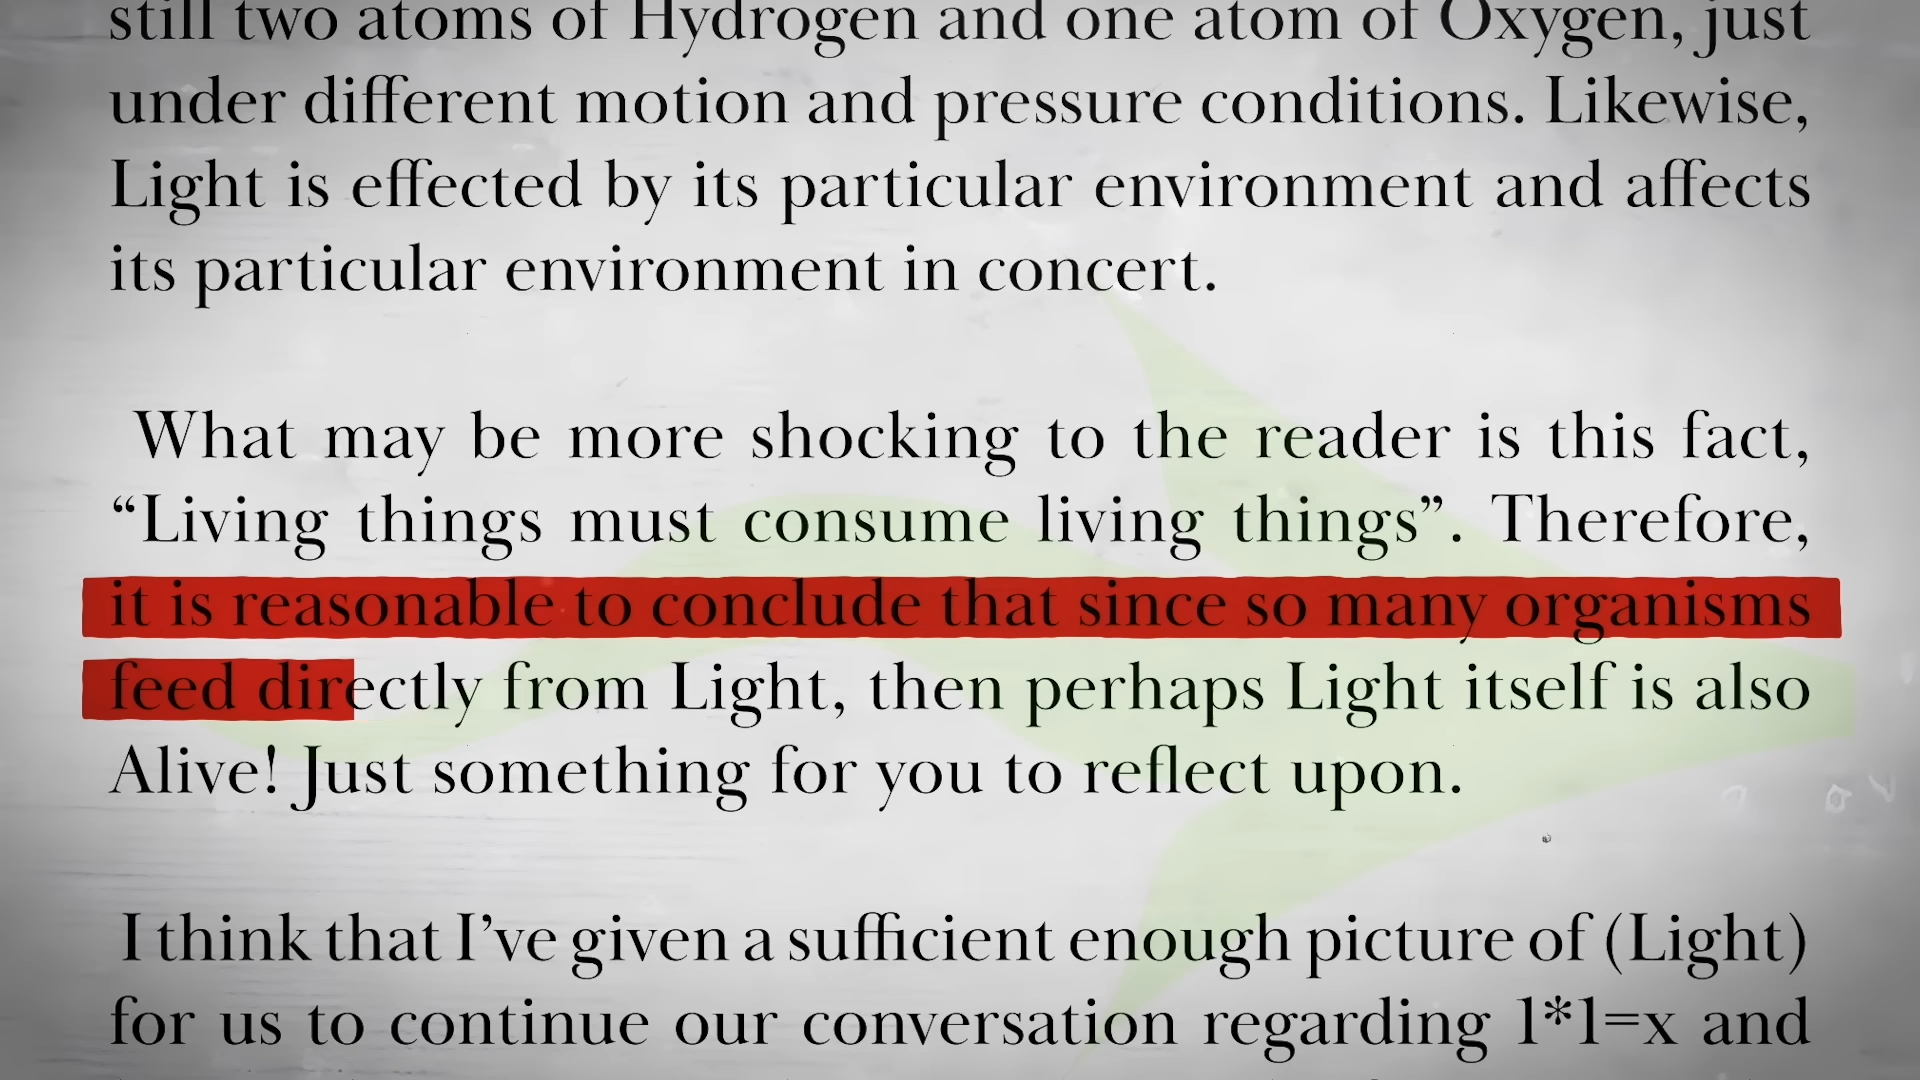 still two atoms of Hydrogen and one atom of Oxygen, just
under different motion and pressure conditions. Likewise,
Light is effected by its particular environment and affects
its particular environment in concert.
What may be more shocking to the reader is this fact,
“Living things must consume living things”. Therefore,
it is reasonable to conclude that since so many organisms
feed directly from Light, then perhaps Light itself is also
Alive! Just something for you to reflect upon.
I think that I’ve given a sufficient enough picture of (Light)
for us to continue our conversation regarding 1*1=x and